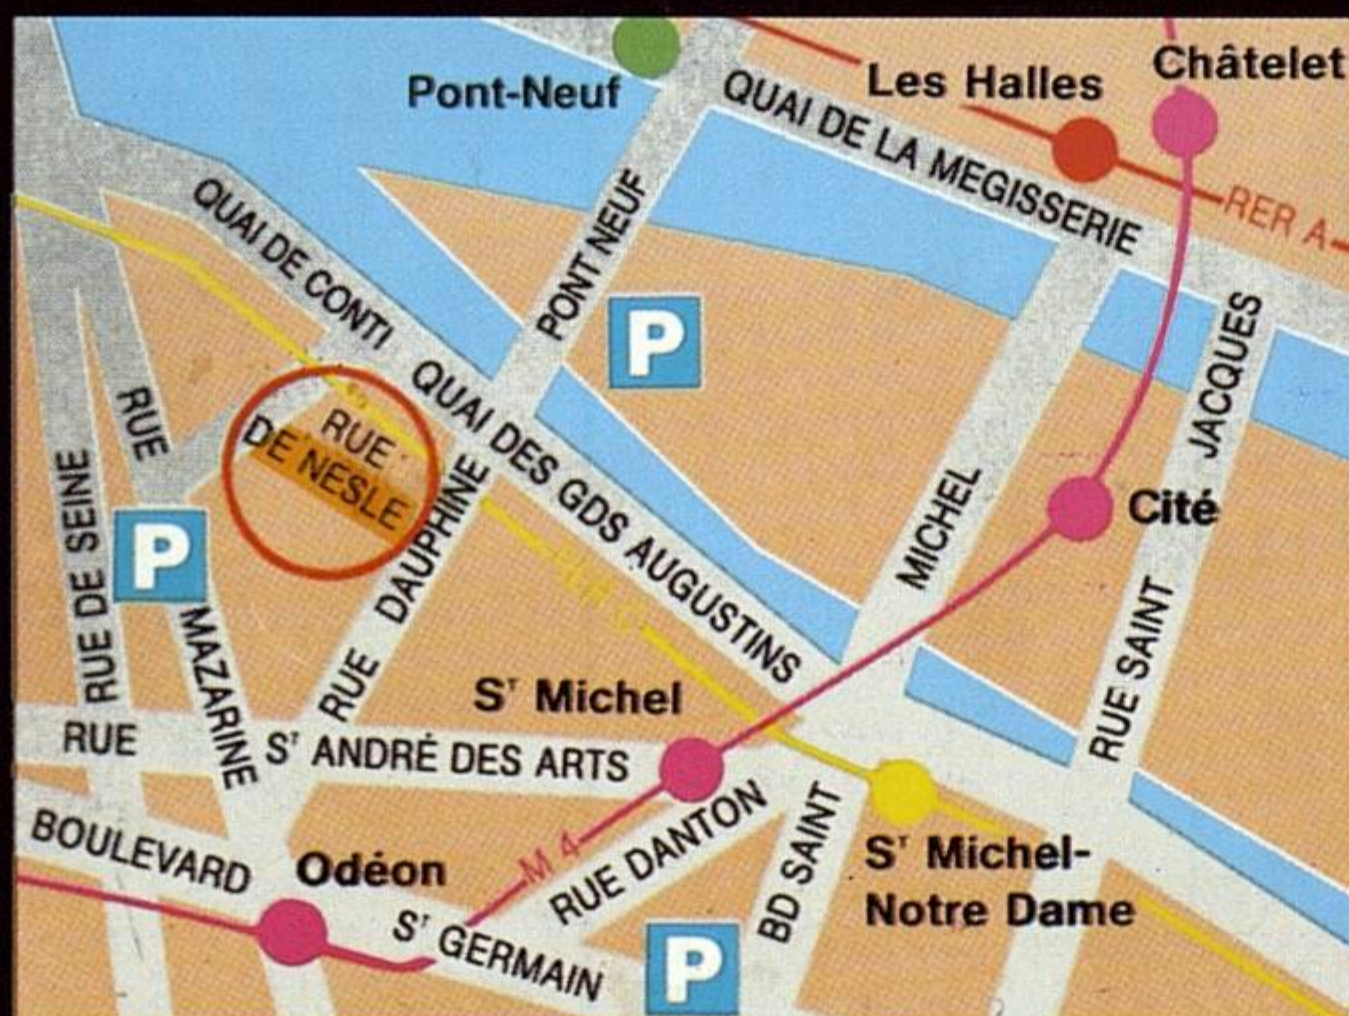 Pont-Neuf
Les Halles
Châtelet
QUAI DE LA MEGISSERIE
RER A
QUAI DE CONTI
PONT NEUF
P
JACQUES
RUE
RUE
DE NESLE
QUAI DES GDS AUGUSTINS
RUE DE SEINE
P
MAZARINE
RUE DAUPHINE
MICHEL
Cité
RER C
RUE SAINT
Sᵀ Michel
RUE
Sᵀ ANDRÉ DES ARTS
BOULEVARD
Odéon
M 4
RUE DANTON
BD SAINT
Sᵀ Michel-
Notre Dame
Sᵀ GERMAIN
P